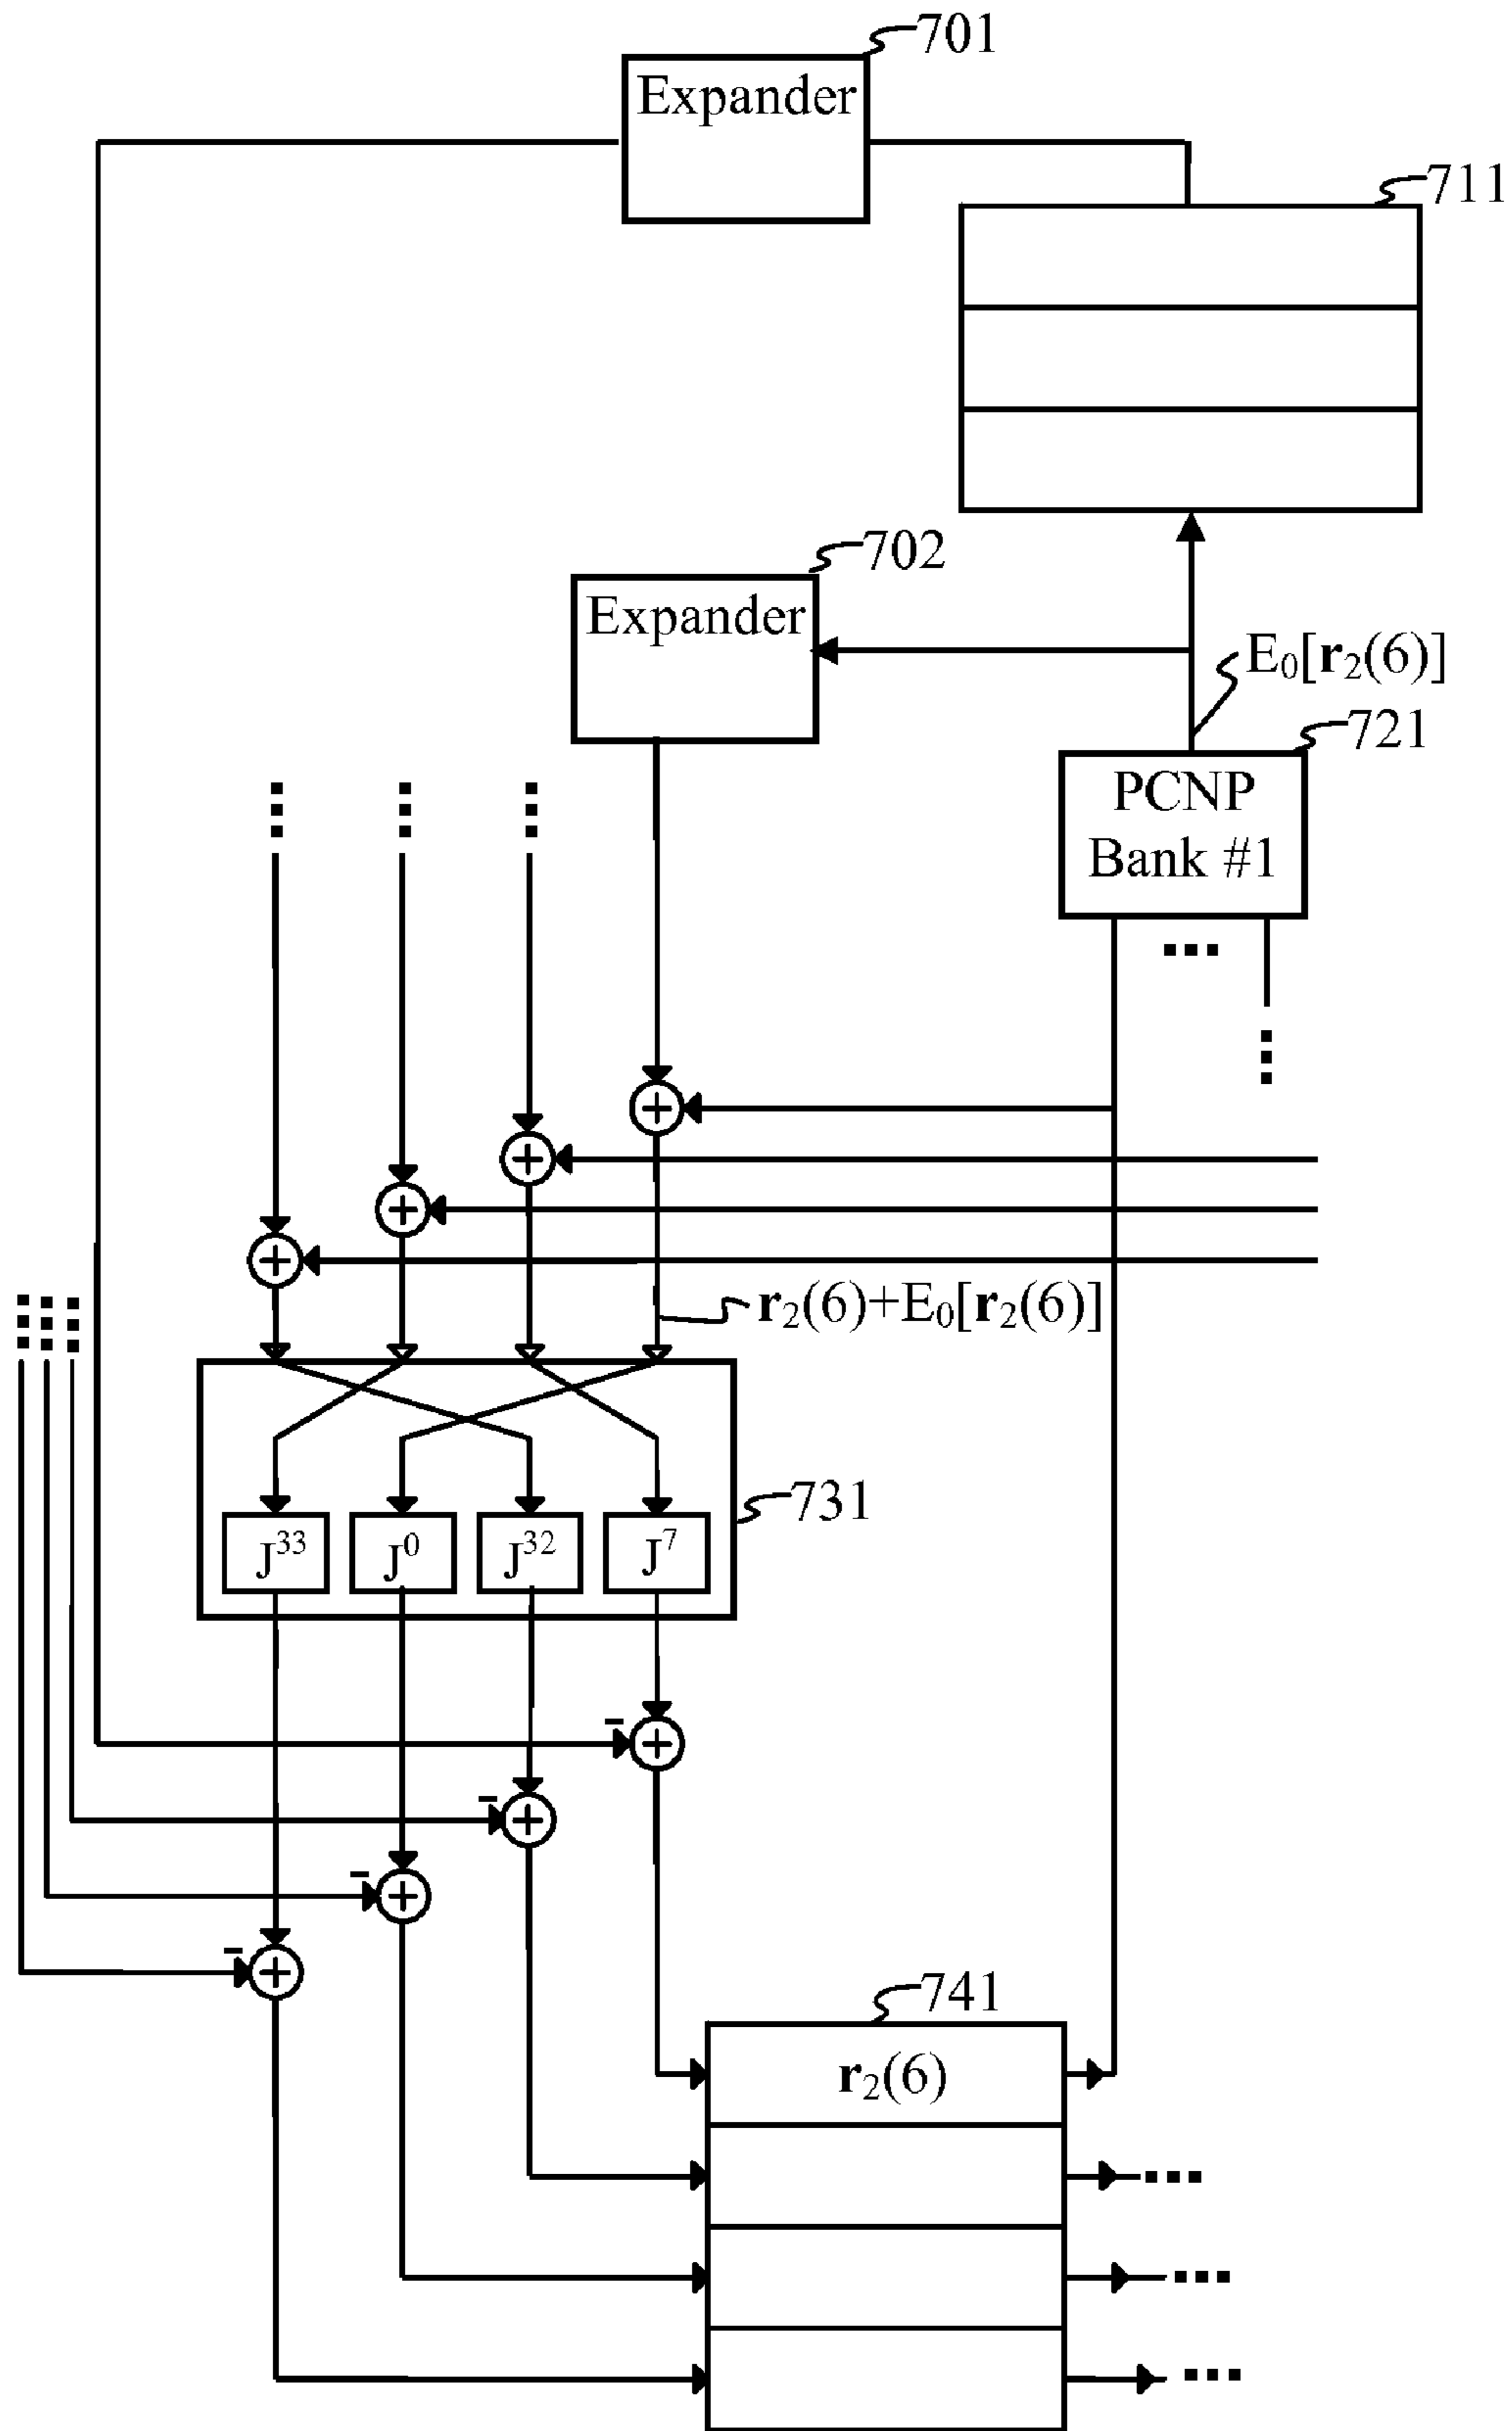 701
Expander
711
702
Expander
E₀[r₂(6)]
721
PCNP
Bank #1
r₂(6)+E₀[r₂(6)]
731
J³³ J⁰ J³² J⁷
-
-
-
-
741
r₂(6)